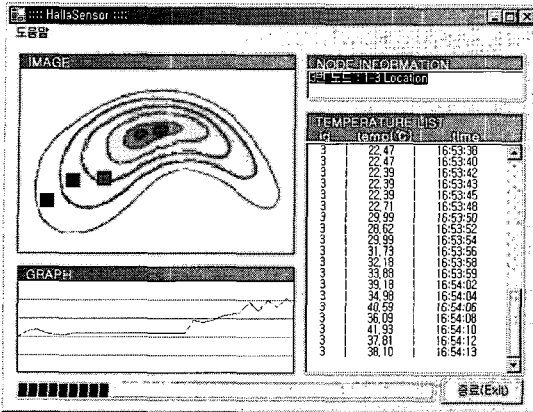 :::: HallaSensor ::::
도움말
IMAGE
NODE INFORMATION
노드 : 1-3 Location
TEMPERATURE LIST
id temp(℃) time
3 22,47 16:53:38
3 22,47 16:53:40
3 22,39 16:53:42
3 22,39 16:53:43
3 22,39 16:53:45
3 22,71 16:53:48
3 29,99 16:53:50
3 28,62 16:53:52
3 29,99 16:53:54
3 31,73 16:53:56
3 32,18 16:53:58
3 33,88 16:53:59
3 39,18 16:54:02
3 34,98 16:54:04
3 40,59 16:54:06
3 36,09 16:54:08
3 41,93 16:54:10
3 37,81 16:54:12
3 38,10 16:54:13
GRAPH
종료(Exit)